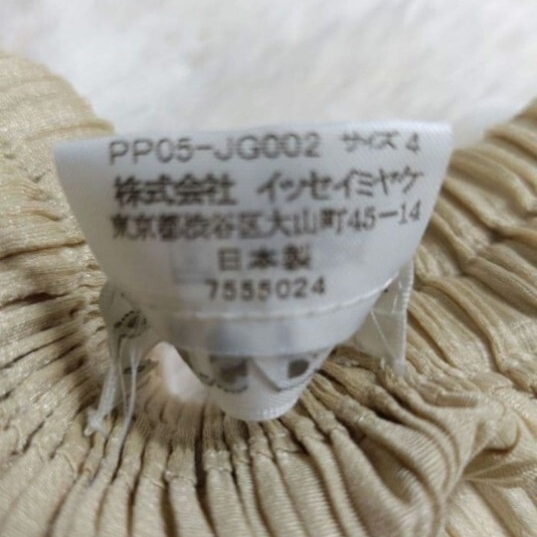 PP05-JG002 サイズ 4
株式会社 イッセイミヤケ
東京都渋谷区大山町45-14
日本製
7555024